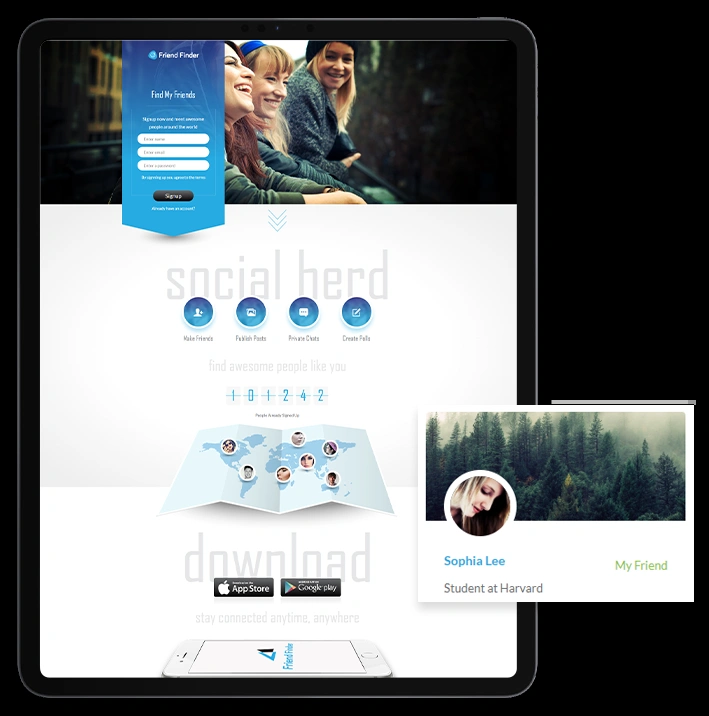 Friend Finder
Find My Friends
Signup now and meet awesome
people around the world
Enter name
Enter email
Enter a password
By signing up you agree to the terms
Signup
Already have an account?
social herd
Make Friends
Publish Posts
Private Chats
Create Polls
find awesome people like you
1 0 1 2 4 2
People Already Signed Up
Sophia Lee
My Friend
Student at Harvard
download
App Store
Google play
stay connected anytime, anywhere
Friend Finder